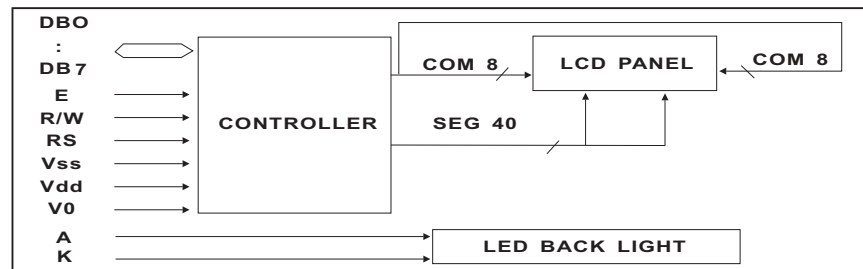 DBO
:
DB7
E
R/W
RS
Vss
Vdd
V0
A
K
CONTROLLER
COM 8
LCD PANEL
COM 8
SEG 40
LED BACK LIGHT